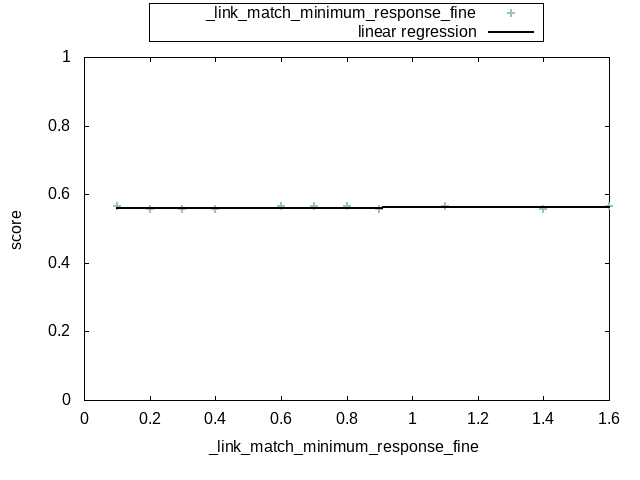 _link_match_minimum_response_fine
linear regression
1
0.8
0.6
0.4
0.2
0
score
0 0.2 0.4 0.6 0.8 1 1.2 1.4 1.6
_link_match_minimum_response_fine